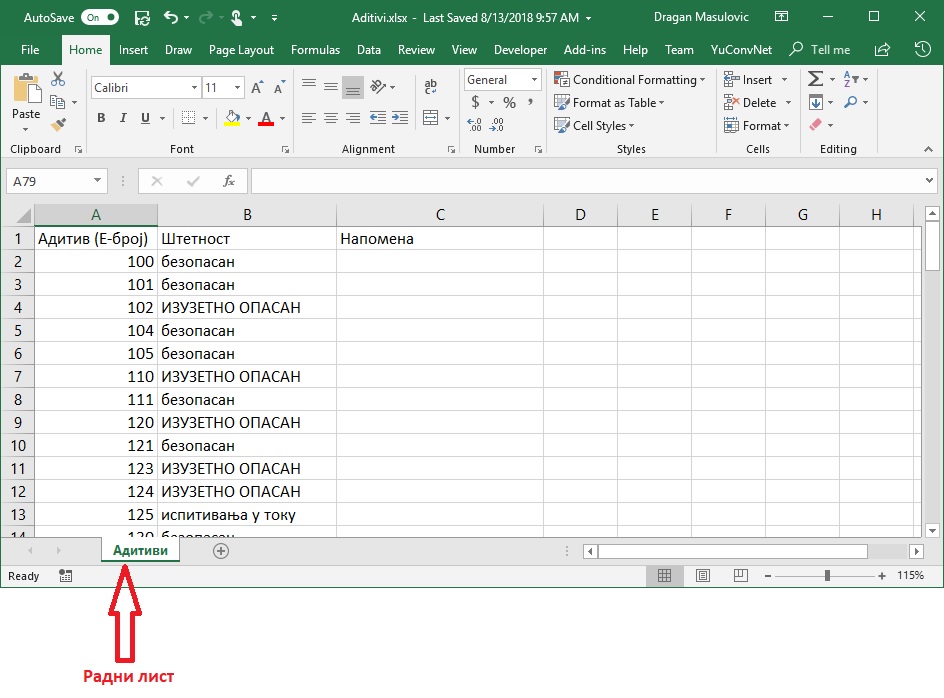 AutoSave On Aditivi.xlsx - Last Saved 8/13/2018 9:57 AM Dragan Masulovic
File Home Insert Draw Page Layout Formulas Data Review View Developer Add-ins Help Team YuConvNet Tell me
Calibri 11 General Conditional Formatting Insert
Paste B I U $ % , Format as Table Delete
Cell Styles Format
Clipboard Font Alignment Number Styles Cells Editing
A79 fx
A B C D E F G H
1 Адитив (Е-број) Штетност Напомена
2 100 безопасан
3 101 безопасан
4 102 ИЗУЗЕТНО ОПАСАН
5 104 безопасан
6 105 безопасан
7 110 ИЗУЗЕТНО ОПАСАН
8 111 безопасан
9 120 ИЗУЗЕТНО ОПАСАН
10 121 безопасан
11 123 ИЗУЗЕТНО ОПАСАН
12 124 ИЗУЗЕТНО ОПАСАН
13 125 испитивања у току
14 130 безопасан
Адитиви
Ready 115%
Радни лист